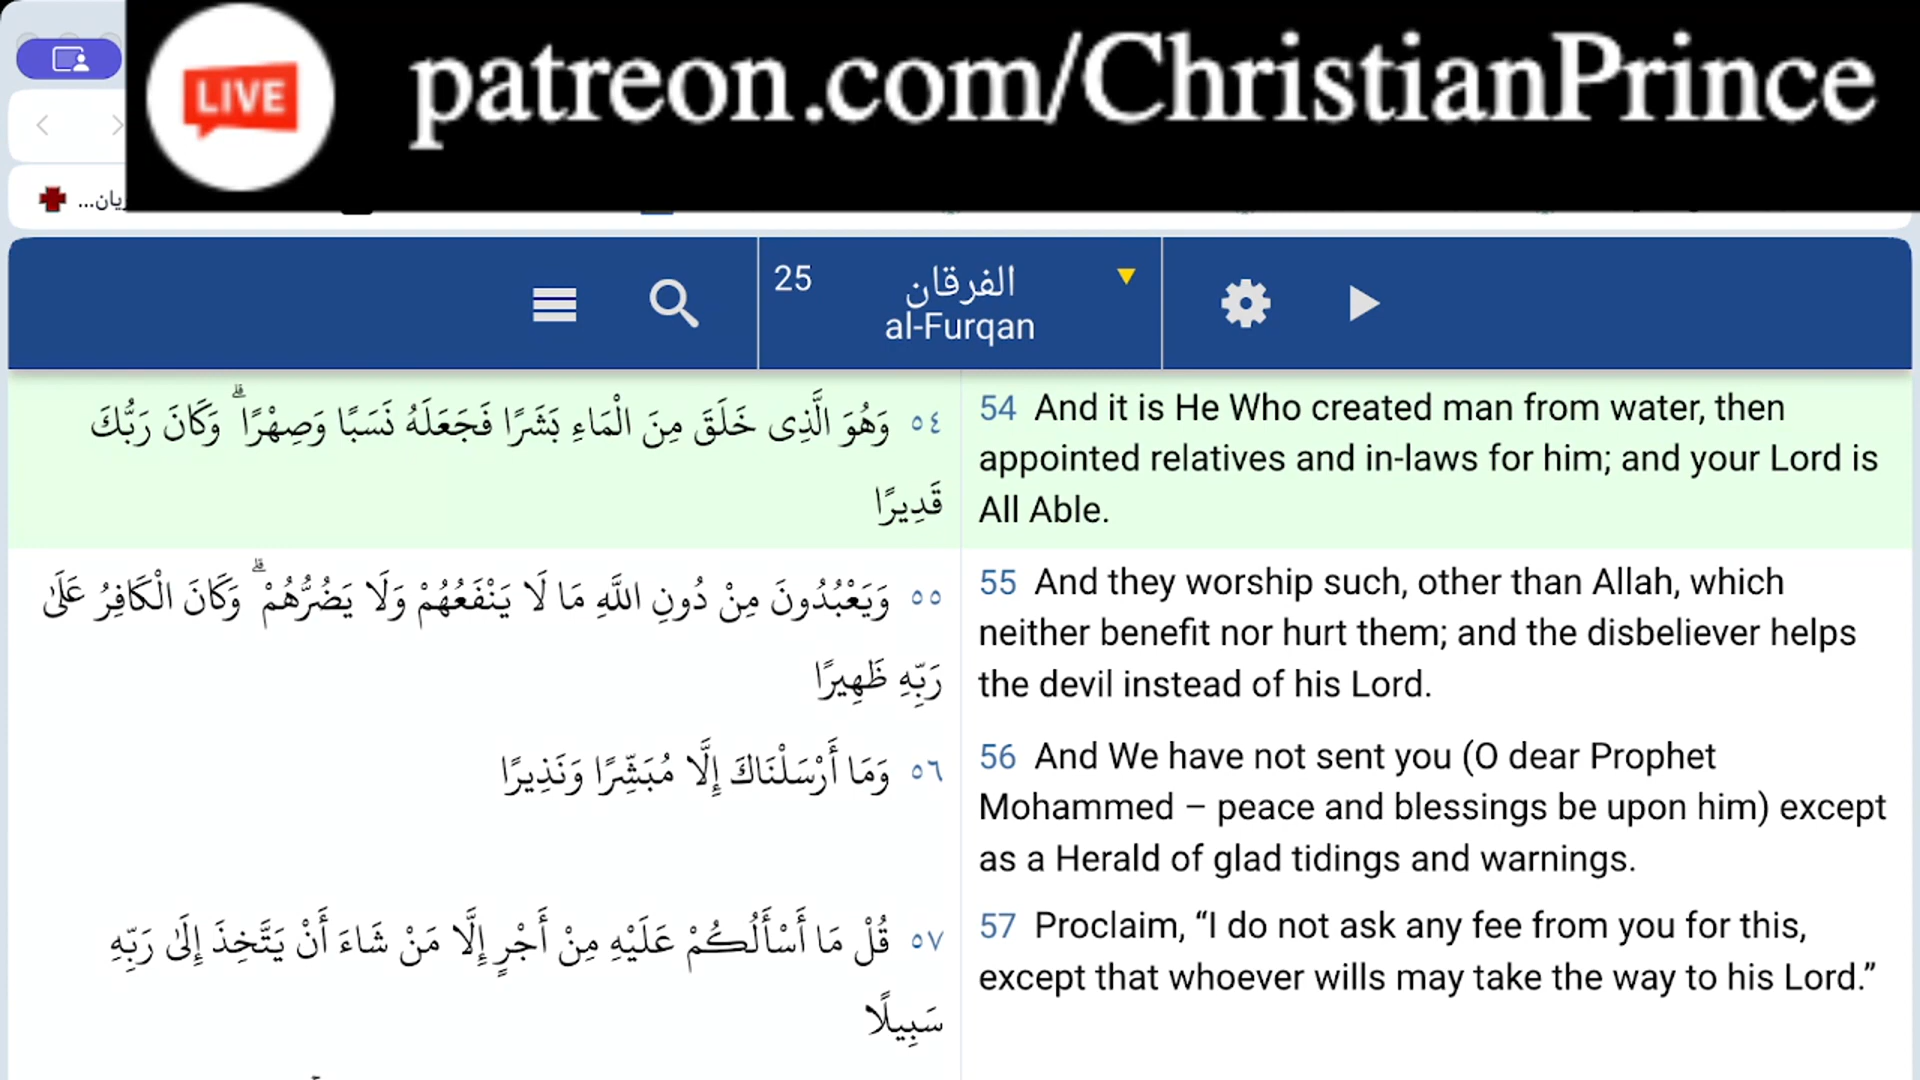 LIVE
patreon.com/ChristianPrince
25
الفرقان
al-Furqan
٥٤ وَهُوَ الَّذِى خَلَقَ مِنَ الْمَاءِ بَشَرًا فَجَعَلَهُ نَسَبًا وَصِهْرًا ۗ وَكَانَ رَبُّكَ
قَدِيرًا
54 And it is He Who created man from water, then
appointed relatives and in-laws for him; and your Lord is
All Able.
٥٥ وَيَعْبُدُونَ مِنْ دُونِ اللَّهِ مَا لَا يَنْفَعُهُمْ وَلَا يَضُرُّهُمْ ۗ وَكَانَ الْكَافِرُ عَلَىٰ
رَبِّهِ ظَهِيرًا
55 And they worship such, other than Allah, which
neither benefit nor hurt them; and the disbeliever helps
the devil instead of his Lord.
٥٦ وَمَا أَرْسَلْنَاكَ إِلَّا مُبَشِّرًا وَنَذِيرًا
56 And We have not sent you (O dear Prophet
Mohammed – peace and blessings be upon him) except
as a Herald of glad tidings and warnings.
٥٧ قُلْ مَا أَسْأَلُكُمْ عَلَيْهِ مِنْ أَجْرٍ إِلَّا مَنْ شَاءَ أَنْ يَتَّخِذَ إِلَىٰ رَبِّهِ
سَبِيلًا
57 Proclaim, “I do not ask any fee from you for this,
except that whoever wills may take the way to his Lord.”